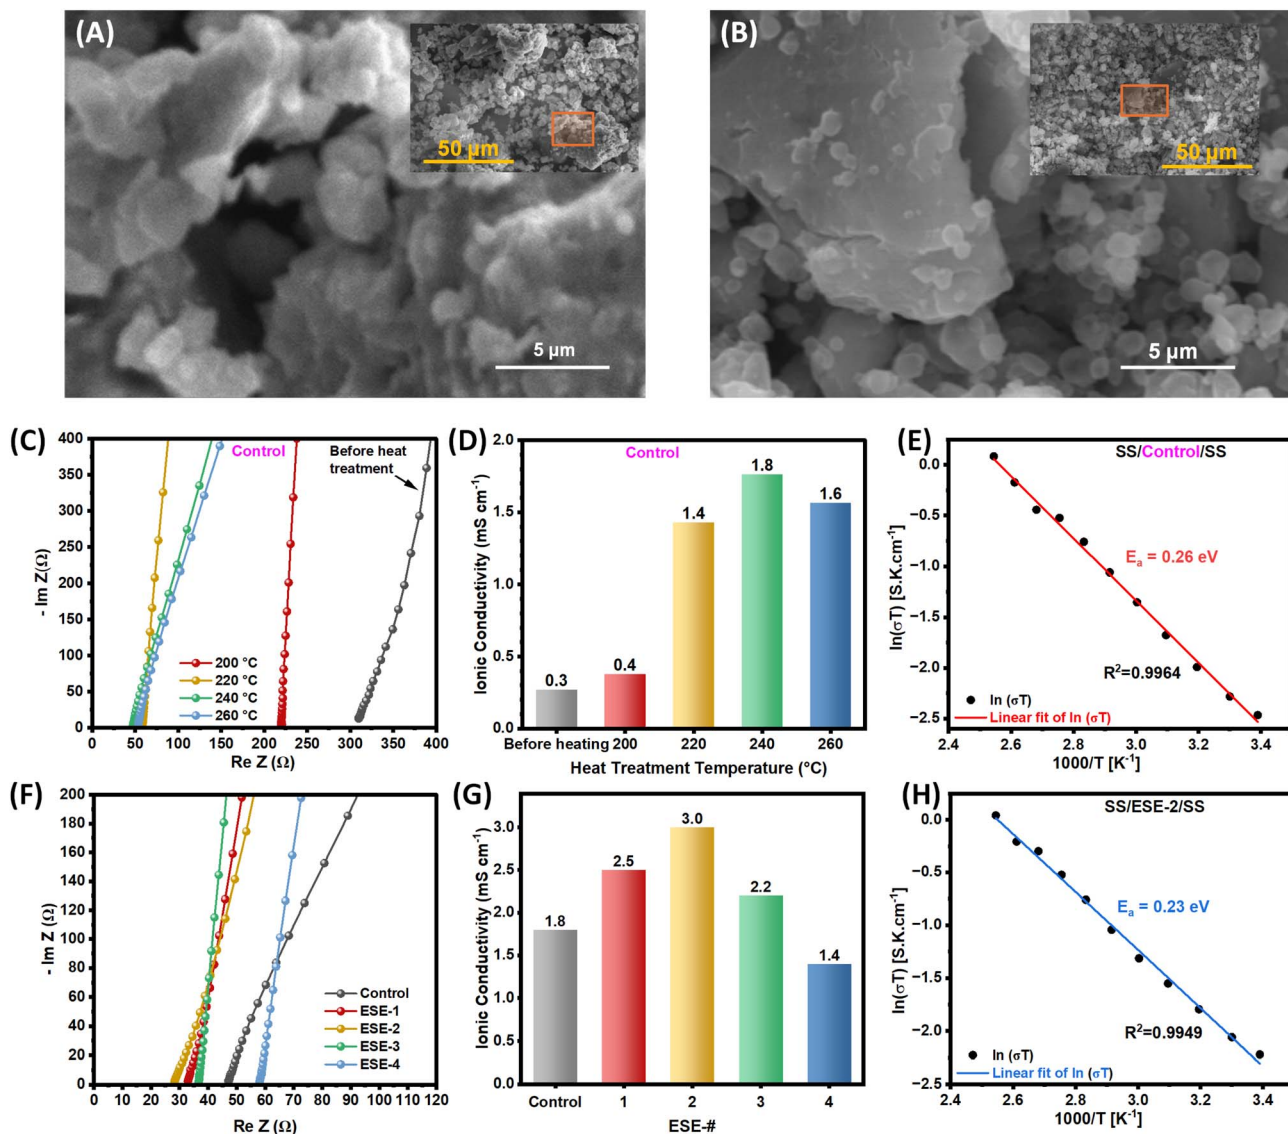 (A)
50 µm
5 µm
(B)
50 µm
5 µm
(C)
Control
Before heat
treatment
400
350
300
250
200
150
100
50
0
- Im Z(Ω)
200 °C
220 °C
240 °C
260 °C
0 50 100 150 200 250 300 350 400
Re Z (Ω)
(D)
Control
2.0
1.5
1.0
0.5
0.0
Ionic Conductivity (mS cm⁻¹)
0.3
0.4
1.4
1.8
1.6
Before heating 200 220 240 260
Heat Treatment Temperature (°C)
(E)
SS/Control/SS
0.0
−0.5
−1.0
−1.5
−2.0
−2.5
ln(σT) [S.K.cm⁻¹]
Eₐ = 0.26 eV
R²=0.9964
ln (σT)
Linear fit of ln (σT)
2.4 2.6 2.8 3.0 3.2 3.4
1000/T [K⁻¹]
(F)
200
180
160
140
120
100
80
60
40
20
0
- Im Z (Ω)
Control
ESE-1
ESE-2
ESE-3
ESE-4
0 10 20 30 40 50 60 70 80 90 100 110 120
Re Z (Ω)
(G)
3.0
2.5
2.0
1.5
1.0
0.5
0.0
Ionic Conductivity (mS cm⁻¹)
1.8
2.5
3.0
2.2
1.4
Control 1 2 3 4
ESE-#
(H)
SS/ESE-2/SS
0.0
−0.5
−1.0
−1.5
−2.0
−2.5
ln(σT) [S.K.cm⁻¹]
Eₐ = 0.23 eV
R²=0.9949
ln (σT)
Linear fit of ln (σT)
2.4 2.6 2.8 3.0 3.2 3.4
1000/T [K⁻¹]